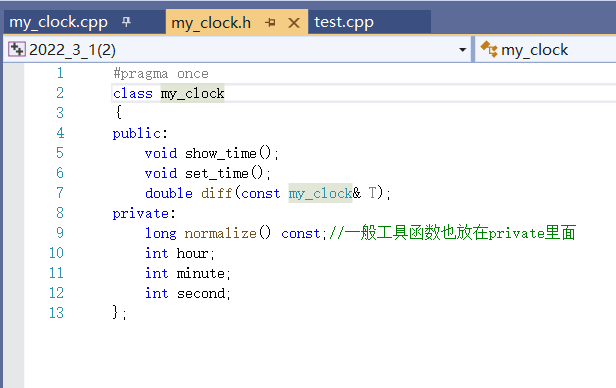 my_clock.cpp
my_clock.h
test.cpp
2022_3_1(2)
my_clock
1 #pragma once
2 class my_clock
3 {
4 public:
5 void show_time();
6 void set_time();
7 double diff(const my_clock& T);
8 private:
9 long normalize() const;//一般工具函数也放在private里面
10 int hour;
11 int minute;
12 int second;
13 };